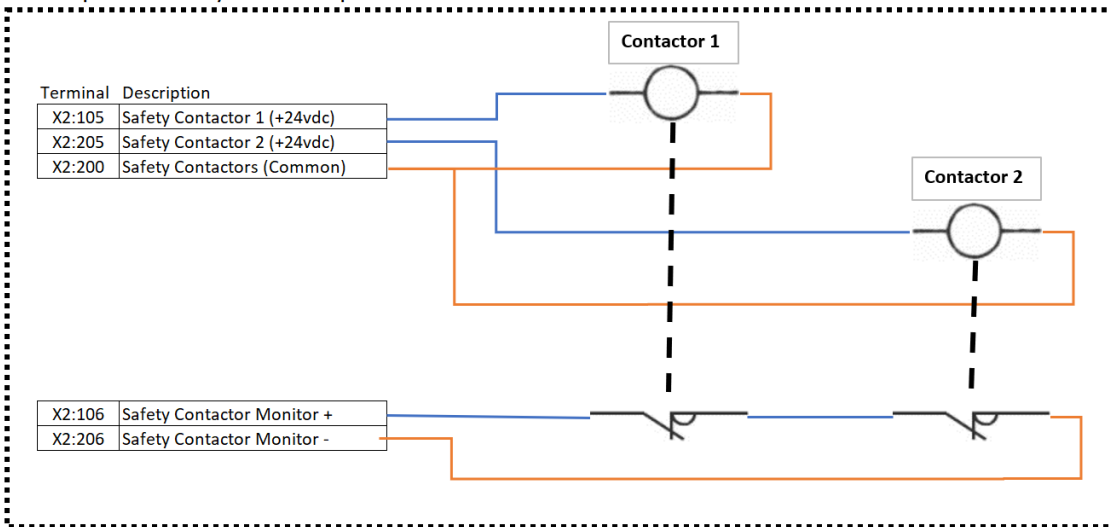 Contactor 1
Terminal Description
X2:105 Safety Contactor 1 (+24vdc)
X2:205 Safety Contactor 2 (+24vdc)
X2:200 Safety Contactors (Common)
Contactor 2
X2:106 Safety Contactor Monitor +
X2:206 Safety Contactor Monitor -